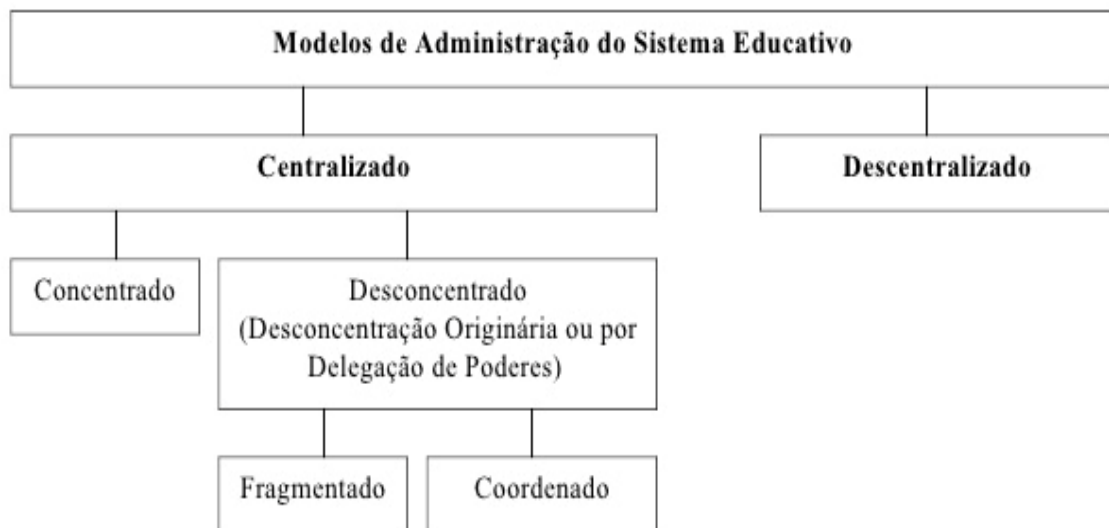 Modelos de Administração do Sistema Educativo
Centralizado
Descentralizado
Concentrado
Desconcentrado
(Desconcentração Originária ou por
Delegação de Poderes)
Fragmentado
Coordenado